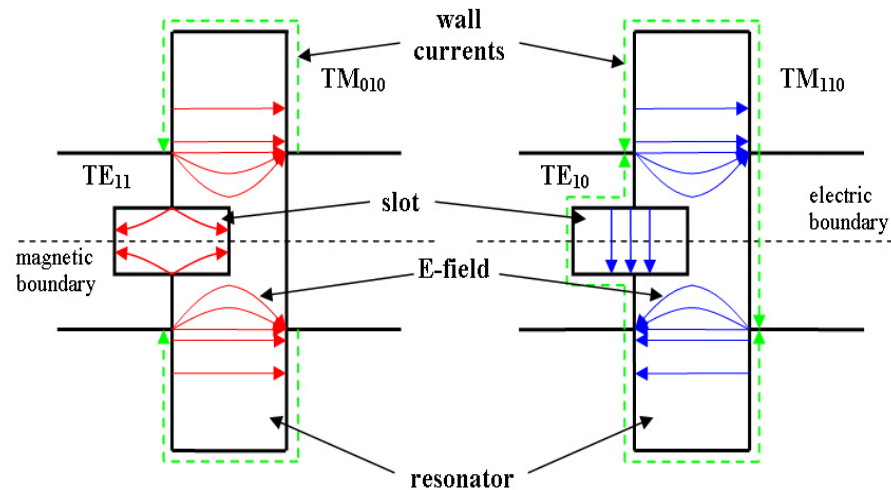 wall
currents
TM010
TM110
TE11
TE10
slot
electric
boundary
magnetic
boundary
E-field
resonator